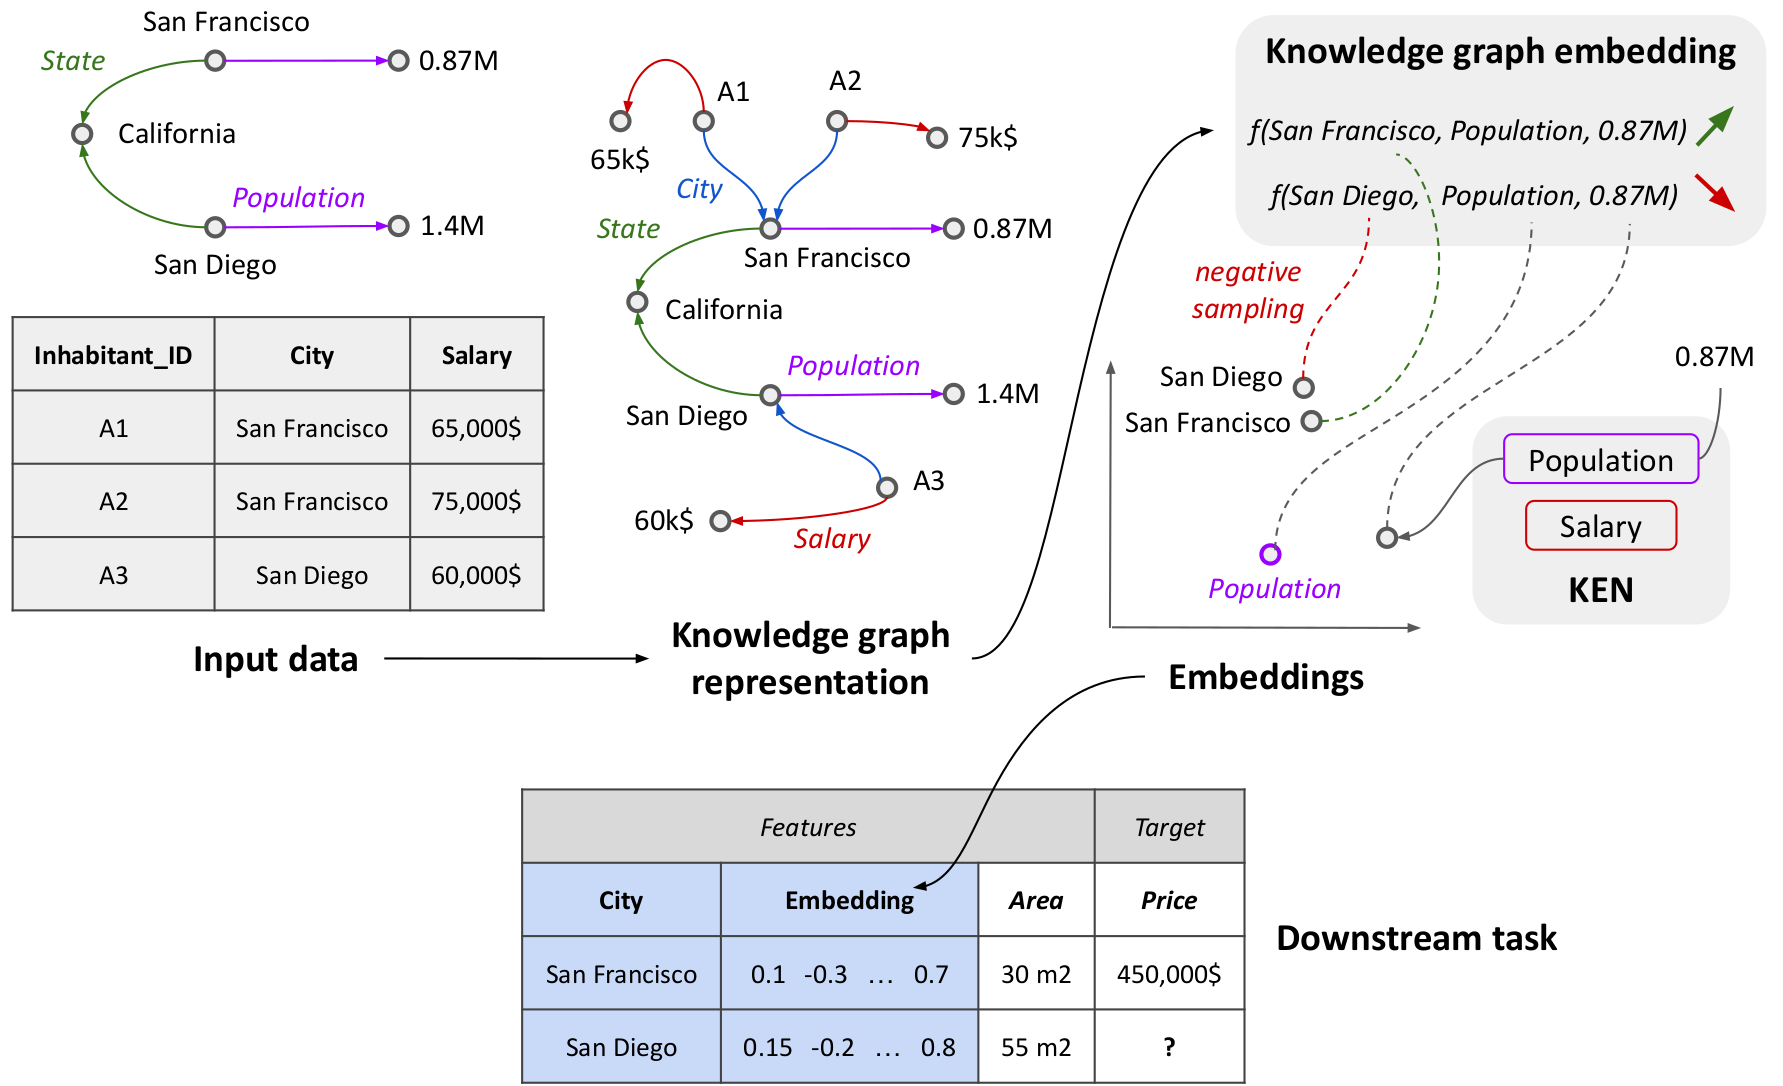 San Francisco
State
0.87M
California
Population
1.4M
San Diego
Inhabitant_ID City Salary
A1 San Francisco 65,000$
A2 San Francisco 75,000$
A3 San Diego 60,000$
Input data
A1
A2
65k$
75k$
City
State
0.87M
San Francisco
California
Population
1.4M
San Diego
A3
60k$
Salary
Knowledge graph
representation
Knowledge graph embedding
f(San Francisco, Population, 0.87M)
f(San Diego, Population, 0.87M)
negative
sampling
0.87M
San Diego
San Francisco
Population
Salary
KEN
Population
Embeddings
Features Target
City Embedding Area Price
San Francisco 0.1 -0.3 ... 0.7 30 m2 450,000$
San Diego 0.15 -0.2 ... 0.8 55 m2 ?
Downstream task